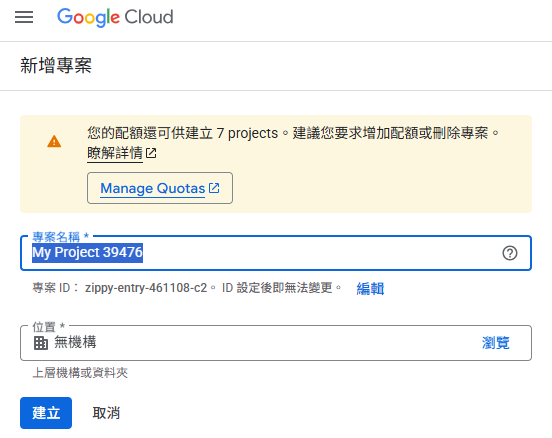 Google Cloud
新增專案
您的配額還可供建立 7 projects。建議您要求增加配額或刪除專案。
瞭解詳情
Manage Quotas
專案名稱 *
My Project 39476
專案 ID： zippy-entry-461108-c2。 ID 設定後即無法變更。 編輯
位置 *
無機構 瀏覽
上層機構或資料夾
建立 取消